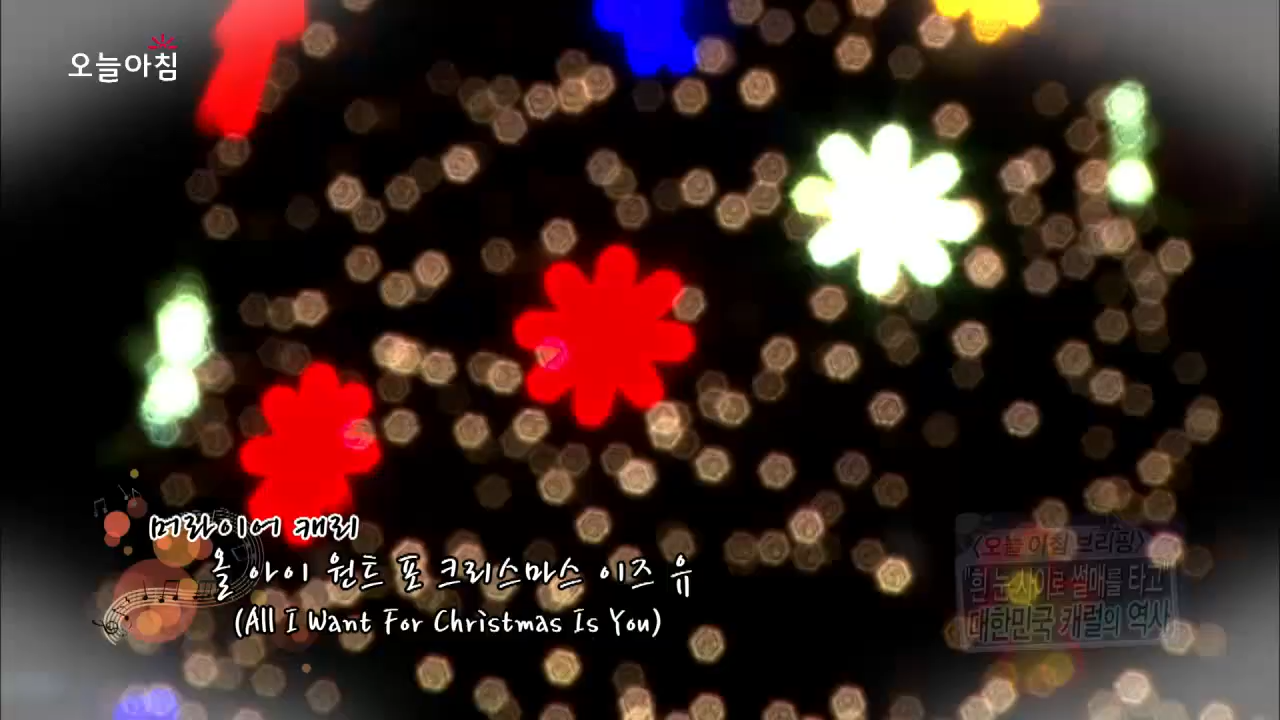 오늘아침
머라이어 캐리
올 아이 원트 포 크리스마스 이즈 유
(All I Want For Christmas Is You)
<오늘 아침 브리핑>
"흰 눈 사이로 썰매를 타고"
대한민국 캐럴의 역사